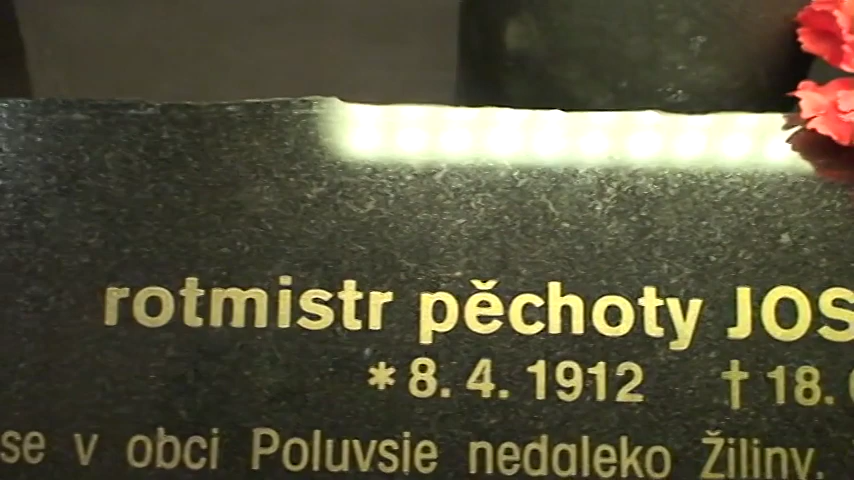 rotmistr pěchoty JOS
*8. 4. 1912 †18.
se v obci Poluvsie nedaleko Žiliny.